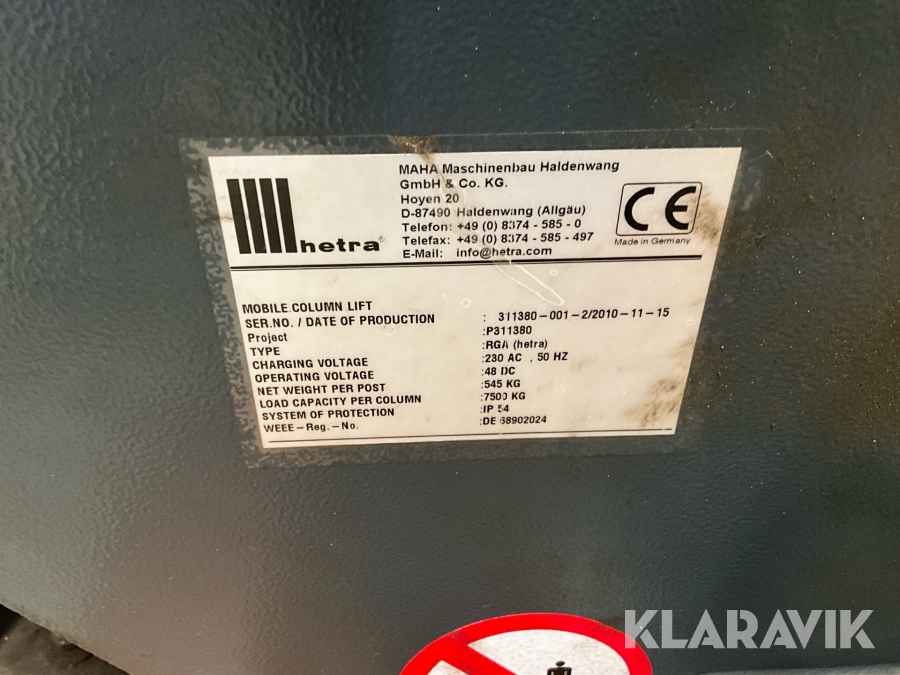 hetra
MAHA Maschinenbau Haldenwang
GmbH & Co. KG.
Hoyen 20
D-87490 Haldenwang (Allgäu)
Telefon: +49 (0) 8374 - 585 - 0
Telefax: +49 (0) 8374 - 585 - 497
E-Mail: info@hetra.com
CE
Made in Germany
MOBILE COLUMN LIFT
SER.NO. / DATE OF PRODUCTION : 311380-001-2/2010-11-15
Project :P311380
TYPE :RGA (hetra)
CHARGING VOLTAGE :230 AC , 50 HZ
OPERATING VOLTAGE :48 DC
NET WEIGHT PER POST :545 KG
LOAD CAPACITY PER COLUMN :7500 KG
SYSTEM OF PROTECTION :IP 54
WEEE-Reg.-No. :DE 68902024
KLARAVIK